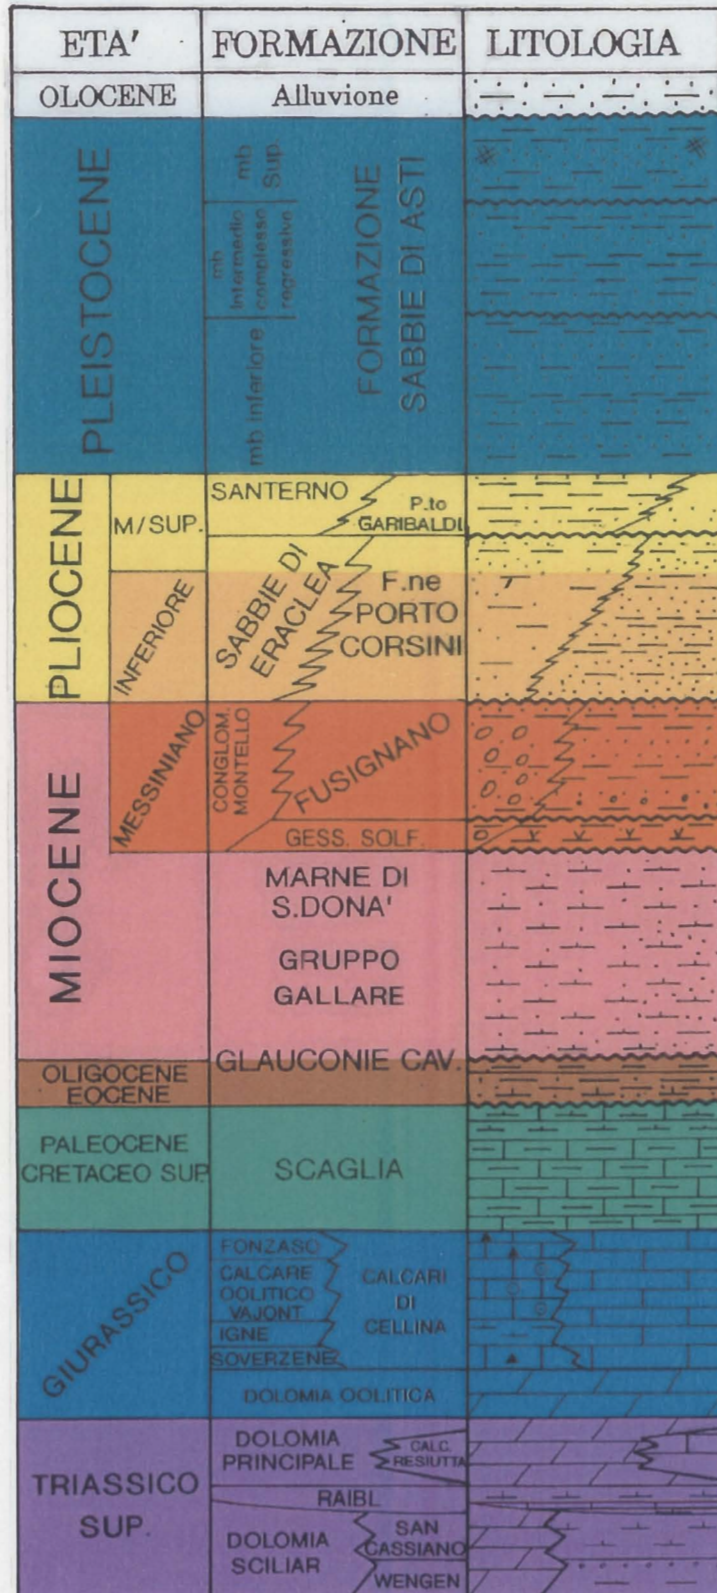 ETA' FORMAZIONE LITOLOGIA
OLOCENE Alluvione
PLEISTOCENE
mb Sup.
mb Intermedio complesso regressive
mb inferiore
FORMAZIONE
SABBIE DI ASTI
PLIOCENE
M/SUP.
INFERIORE
SANTERNO
P.to
GARIBALDI
SABBIE DI
ERACLEA
F.ne
PORTO
CORSINI
MIOCENE
MESSINIANO
CONGLOM.
MONTELLO
FUSIGNANO
GESS. SOLF.
MARNE DI
S.DONA'
GRUPPO
GALLARE
GLAUCONIE CAV.
OLIGOCENE
EOCENE
PALEOCENE
CRETACEO SUP.
SCAGLIA
GIURASSICO
FONZASO
CALCARE
OOLITICO
VAJONT
IGNE
SOVERZENE
CALCARI
DI
CELLINA
DOLOMIA OOLITICA
TRIASSICO
SUP.
DOLOMIA
PRINCIPALE
CALC.
RESIUTTA
RAIBL
DOLOMIA
SCILIAR
SAN
CASSIANO
WENGEN